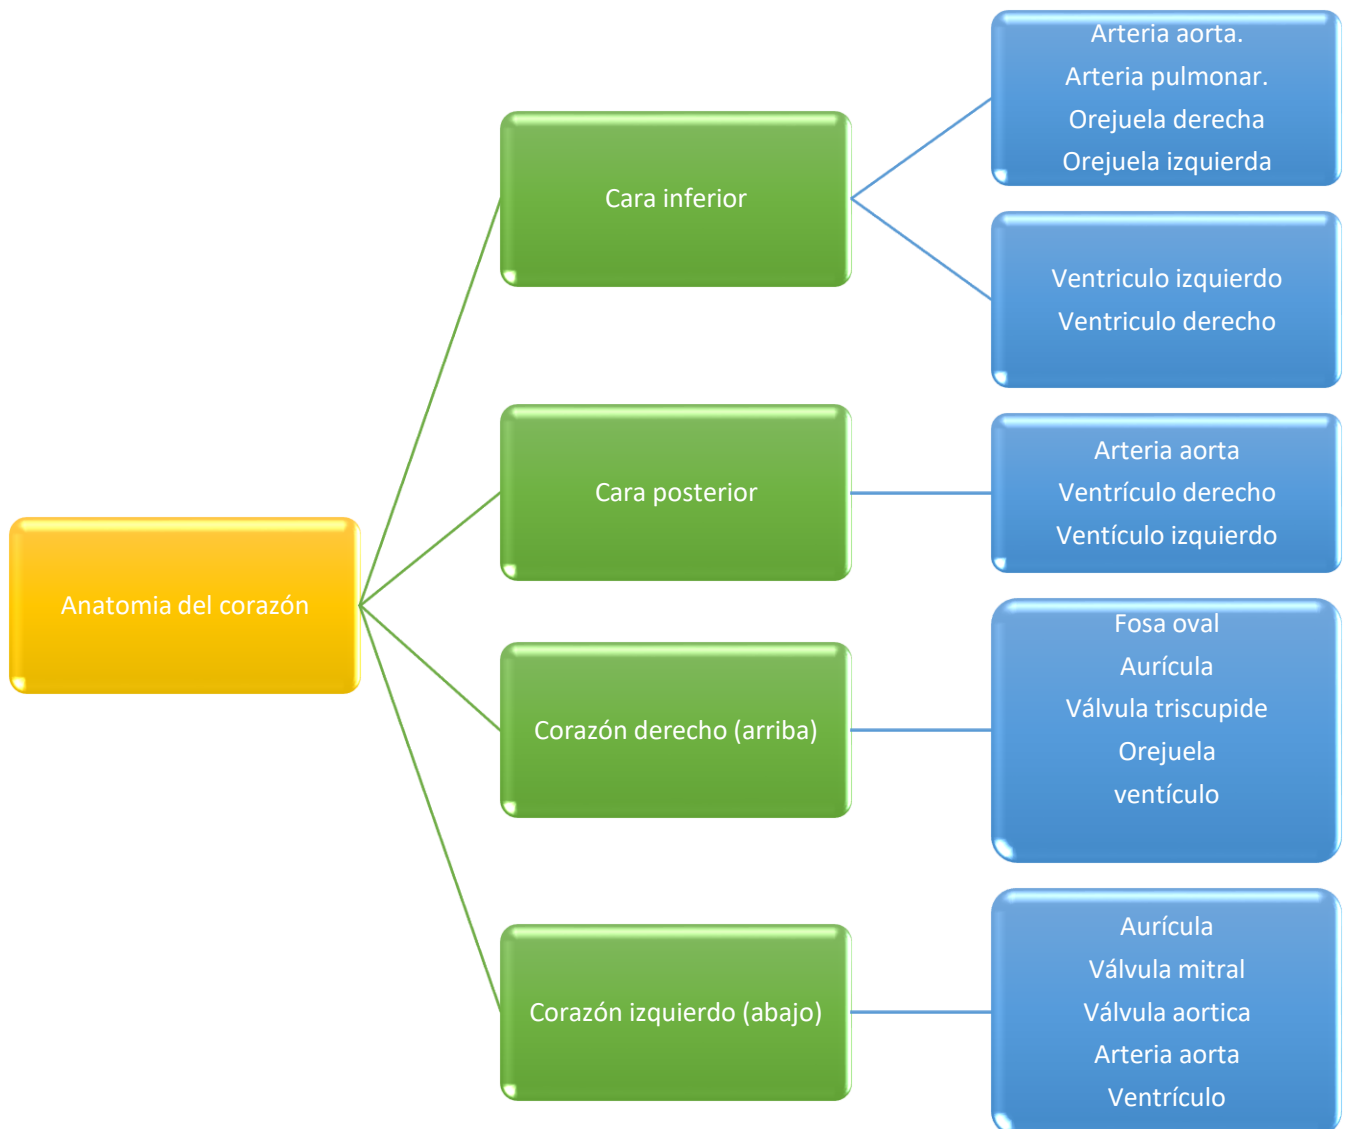 Anatomia del corazón
Cara inferior
Arteria aorta.
Arteria pulmonar.
Orejuela derecha
Orejuela izquierda
Ventriculo izquierdo
Ventriculo derecho
Cara posterior
Arteria aorta
Ventrículo derecho
Ventículo izquierdo
Corazón derecho (arriba)
Fosa oval
Aurícula
Válvula triscupide
Orejuela
ventículo
Corazón izquierdo (abajo)
Aurícula
Válvula mitral
Válvula aortica
Arteria aorta
Ventrículo